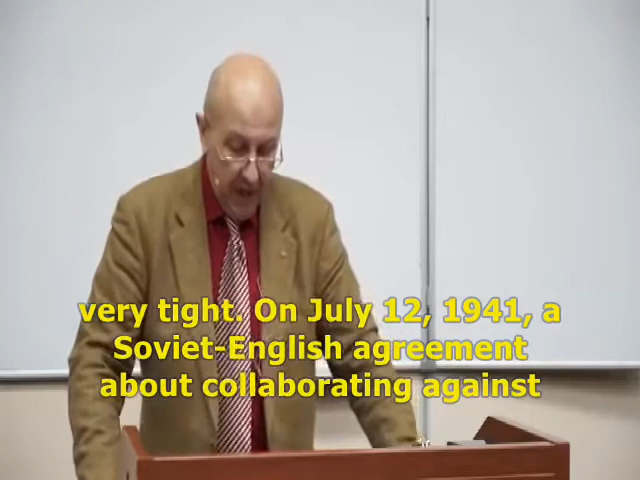 very tight. On July 12, 1941, a
Soviet-English agreement
about collaborating against